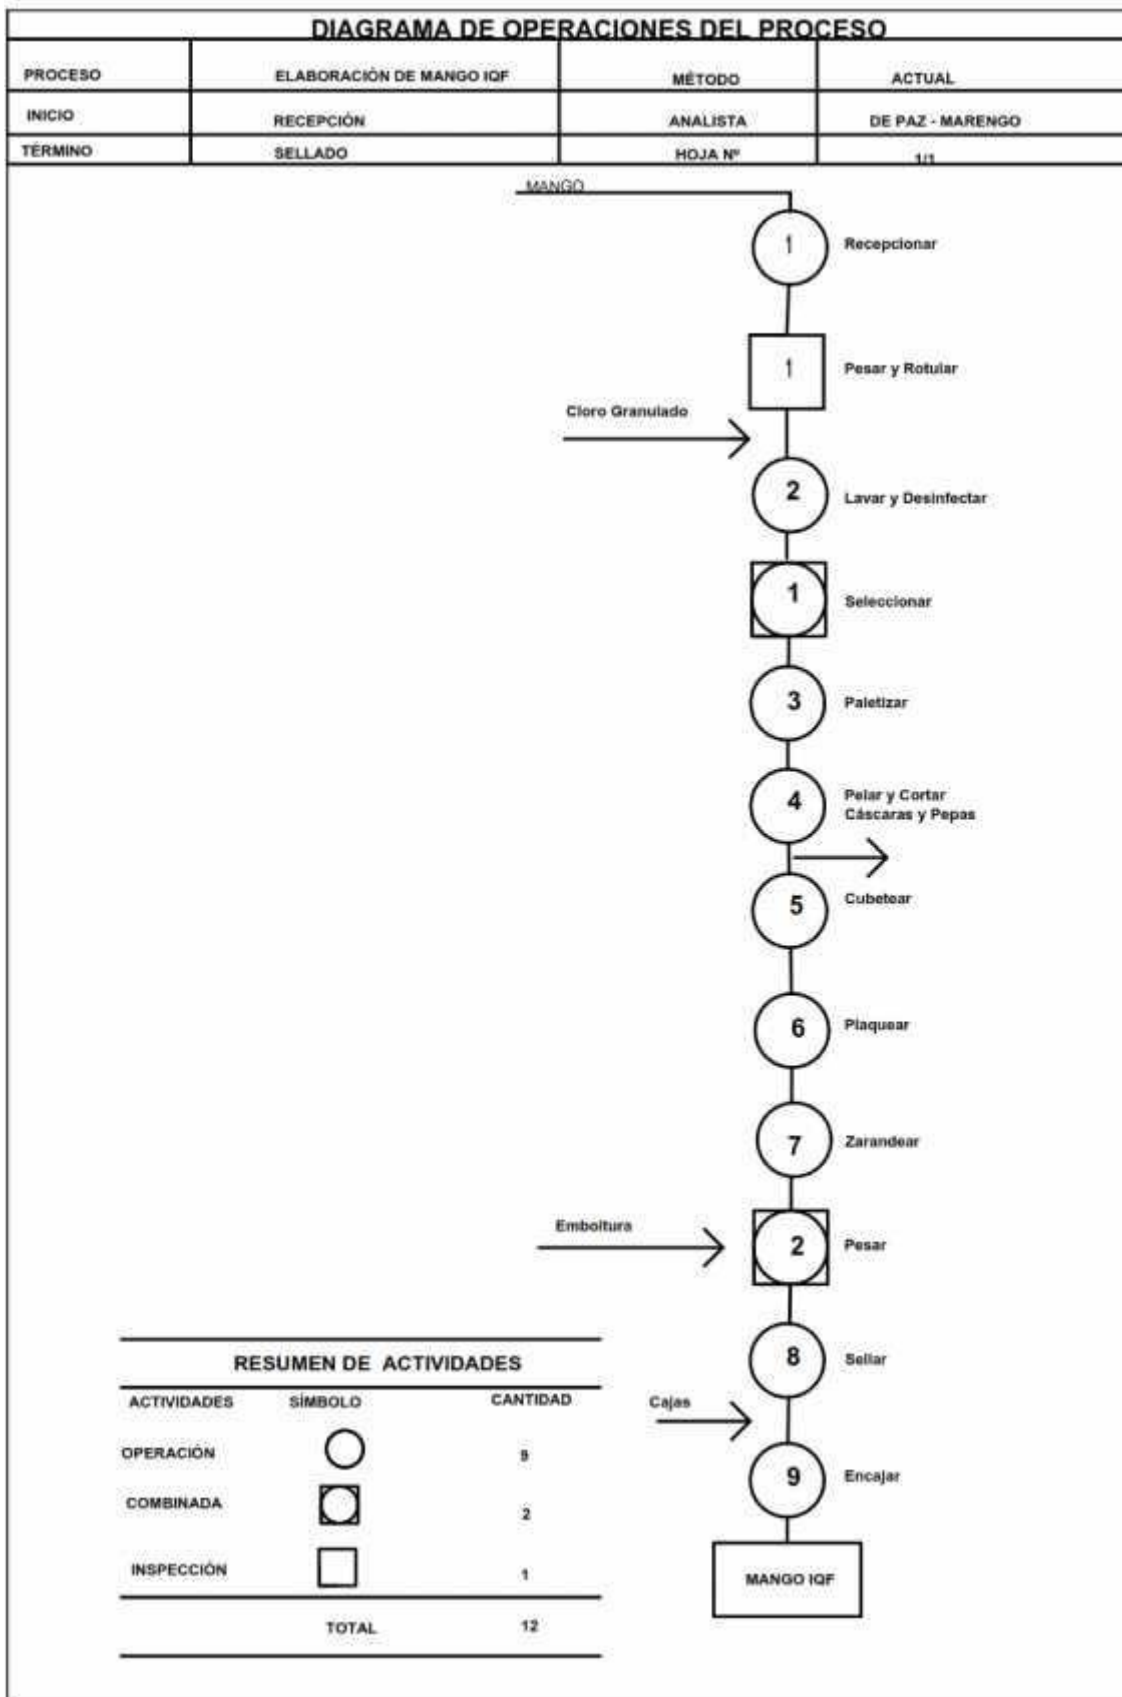 DIAGRAMA DE OPERACIONES DEL PROCESO
PROCESO ELABORACIÓN DE MANGO IQF MÉTODO ACTUAL
INICIO RECEPCIÓN ANALISTA DE PAZ - MARENGO
TÉRMINO SELLADO HOJA Nº 1/1
MANGO
1 Recepcionar
1 Pesar y Rotular
Cloro Granulado
2 Lavar y Desinfectar
1 Seleccionar
3 Paletizar
4 Pelar y Cortar
Cáscaras y Pepas
5 Cubetear
6 Plaquear
7 Zarandear
Emboltura
2 Pesar
8 Sellar
Cajas
9 Encajar
MANGO IQF
RESUMEN DE ACTIVIDADES
ACTIVIDADES SÍMBOLO CANTIDAD
OPERACIÓN 9
COMBINADA 2
INSPECCIÓN 1
TOTAL 12